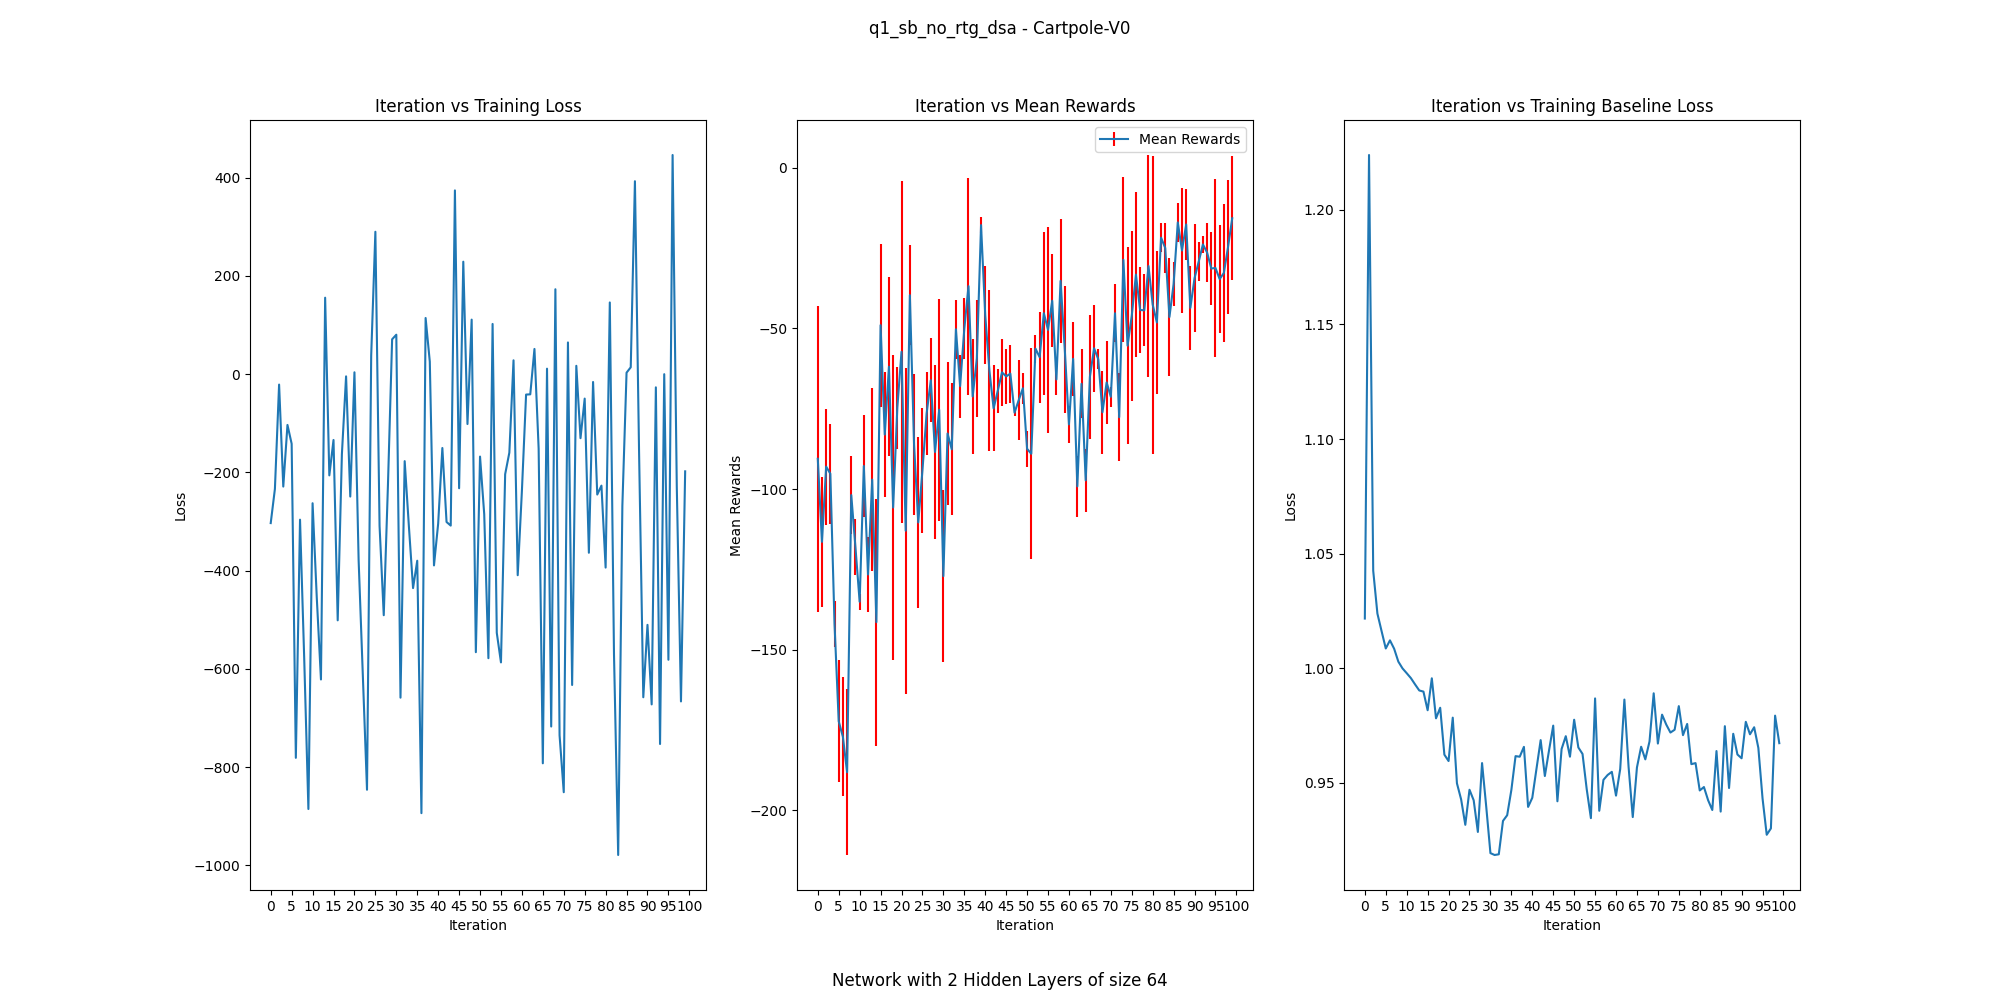 q1_sb_no_rtg_dsa - Cartpole-V0
Iteration vs Training Loss
Loss
400
200
0
−200
−400
−600
−800
−1000
0 5 10 15 20 25 30 35 40 45 50 55 60 65 70 75 80 85 90 95 100
Iteration
Iteration vs Mean Rewards
Mean Rewards
Mean Rewards
0
−50
−100
−150
−200
0 5 10 15 20 25 30 35 40 45 50 55 60 65 70 75 80 85 90 95 100
Iteration
Iteration vs Training Baseline Loss
Loss
1.20
1.15
1.10
1.05
1.00
0.95
0 5 10 15 20 25 30 35 40 45 50 55 60 65 70 75 80 85 90 95 100
Iteration
Network with 2 Hidden Layers of size 64